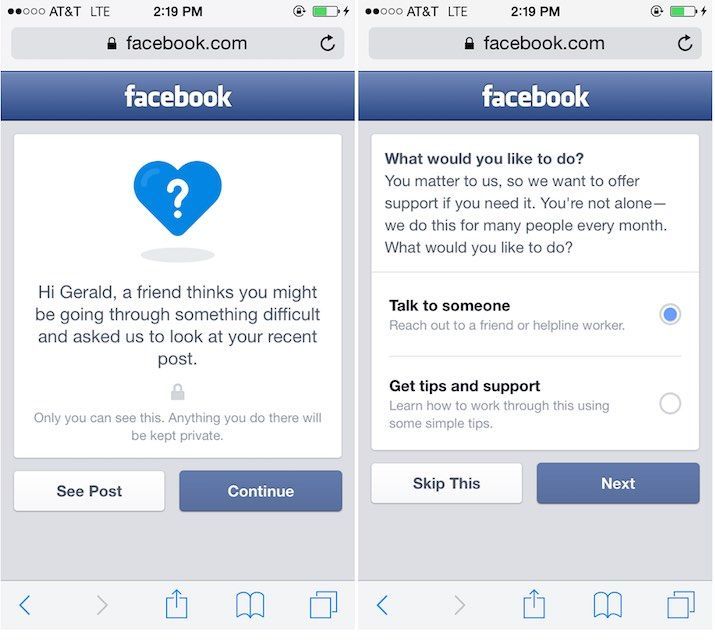 ●●○○○ AT&T LTE 2:19 PM
facebook.com
facebook
?
Hi Gerald, a friend thinks you might
be going through something difficult
and asked us to look at your recent
post.
Only you can see this. Anything you do there will
be kept private.
See Post
Continue
●●○○○ AT&T LTE 2:19 PM
facebook.com
facebook
What would you like to do?
You matter to us, so we want to offer
support if you need it. You're not alone—
we do this for many people every month.
What would you like to do?
Talk to someone
Reach out to a friend or helpline worker.
Get tips and support
Learn how to work through this using
some simple tips.
Skip This
Next